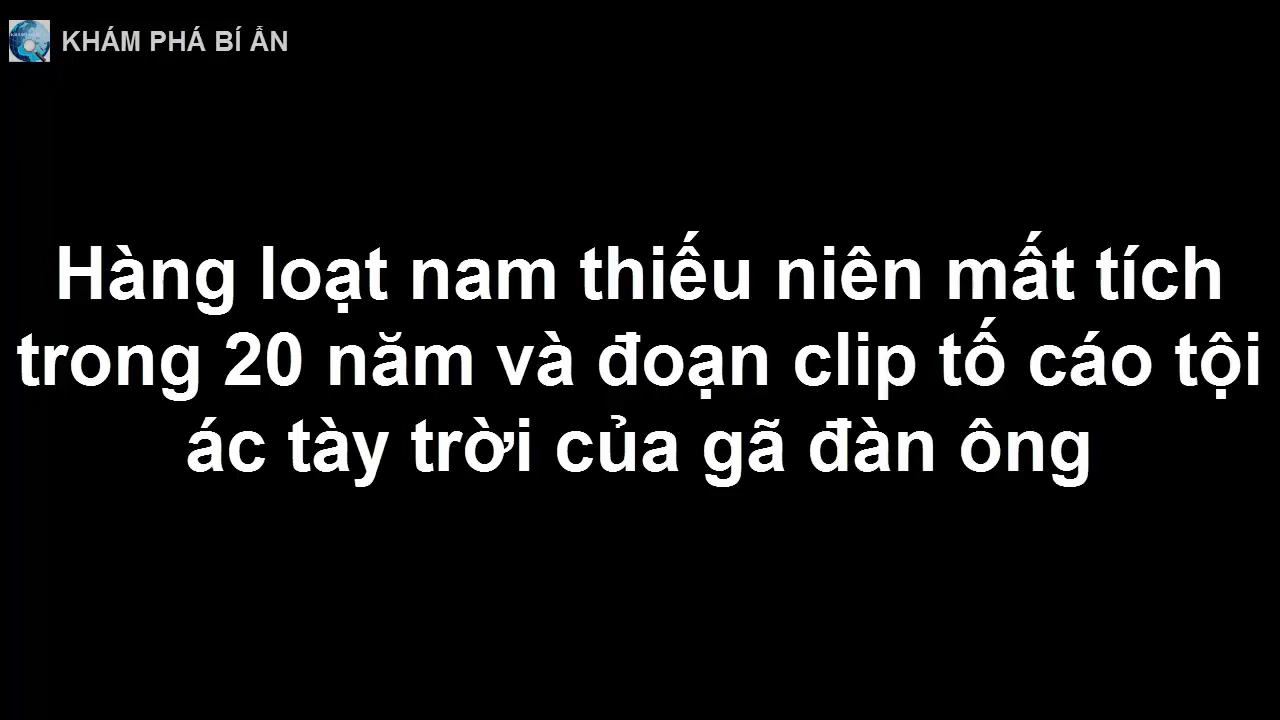 KHÁM PHÁ BÍ ẨN
Hàng loạt nam thiếu niên mất tích
trong 20 năm và đoạn clip tố cáo tội
ác tày trời của gã đàn ông